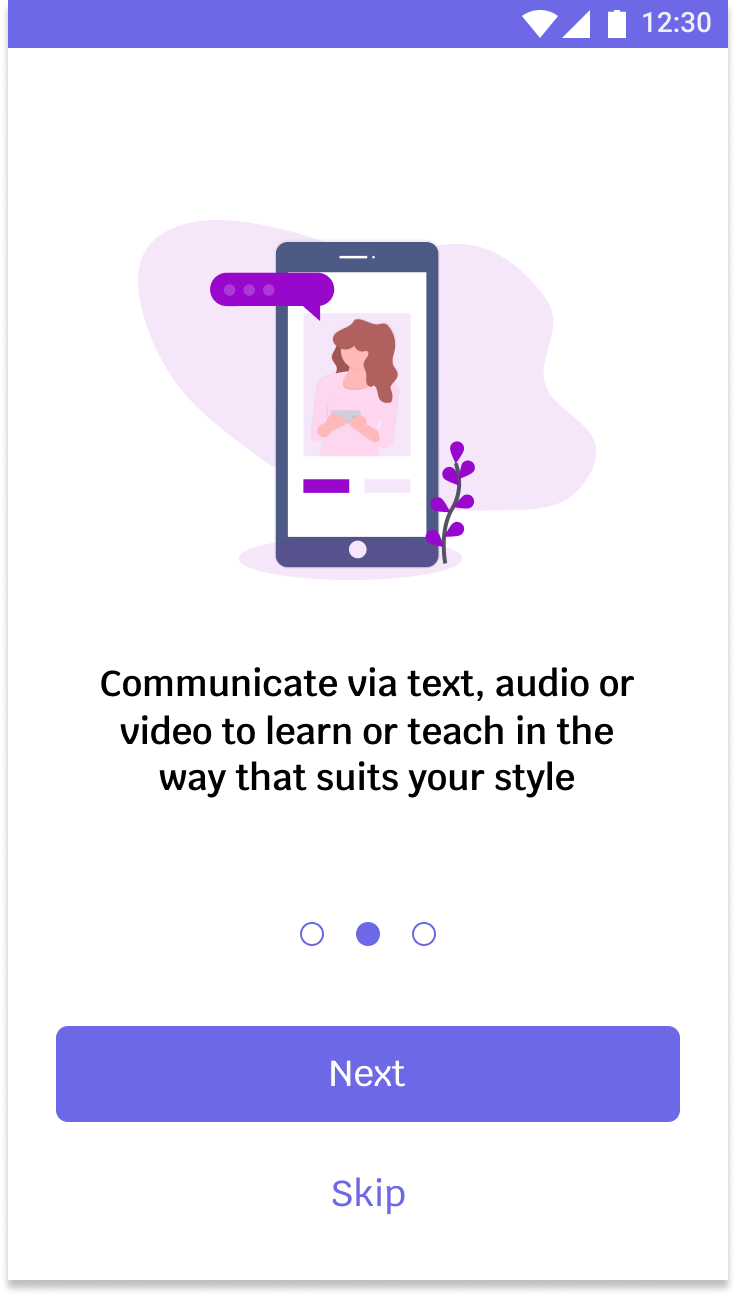 12:30
Communicate via text, audio or
video to learn or teach in the
way that suits your style
Next
Skip